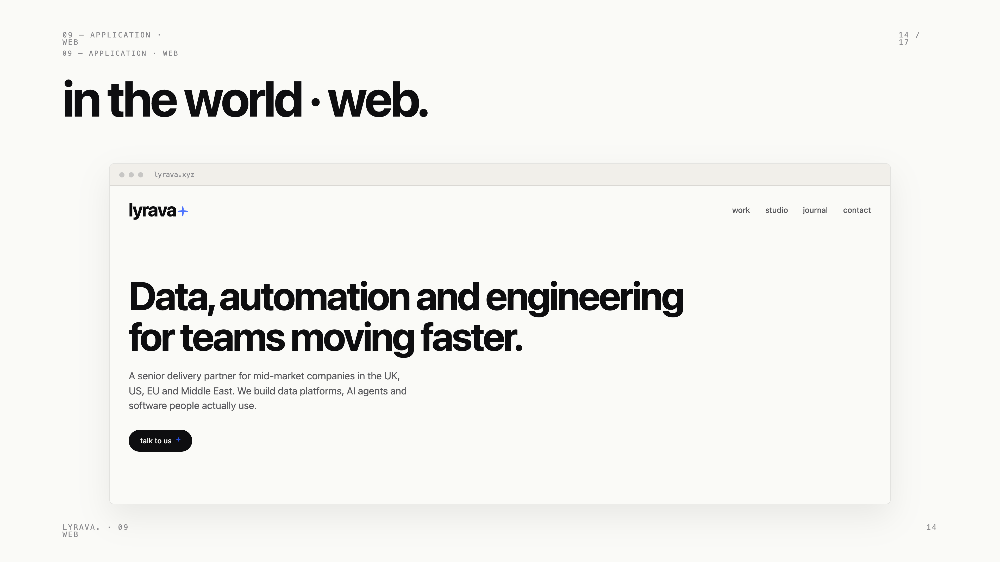 09 — APPLICATION ·
WEB
14 /
17
09 — APPLICATION · WEB
in the world · web.
lyrava.xyz
lyrava
work studio journal contact
Data, automation and engineering
for teams moving faster.
A senior delivery partner for mid-market companies in the UK,
US, EU and Middle East. We build data platforms, AI agents and
software people actually use.
talk to us
LYRAVA. · 09
WEB
14